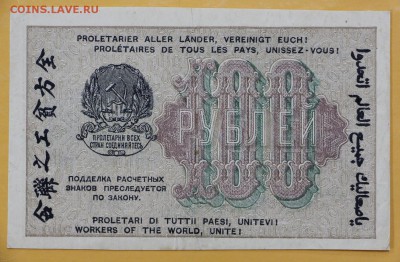 COINS.LAVE.RU
PROLETARIER ALLER LÄNDER, VEREINIGT EUCH!
PROLÉTAIRES DE TOUS LES PAYS, UNISSEZ-VOUS!
100
РУБЛЕЙ
ПРОЛЕТАРИИ ВСЕХ
СТРАН СОЕДИНЯЙТЕСЬ
ПОДДЕЛКА РАСЧЕТНЫХ
ЗНАКОВ ПРЕСЛЕДУЕТСЯ
ПО ЗАКОНУ.
PROLETARI DI TUTTII PAESI, UNITEVI!
WORKERS OF THE WORLD, UNITE!